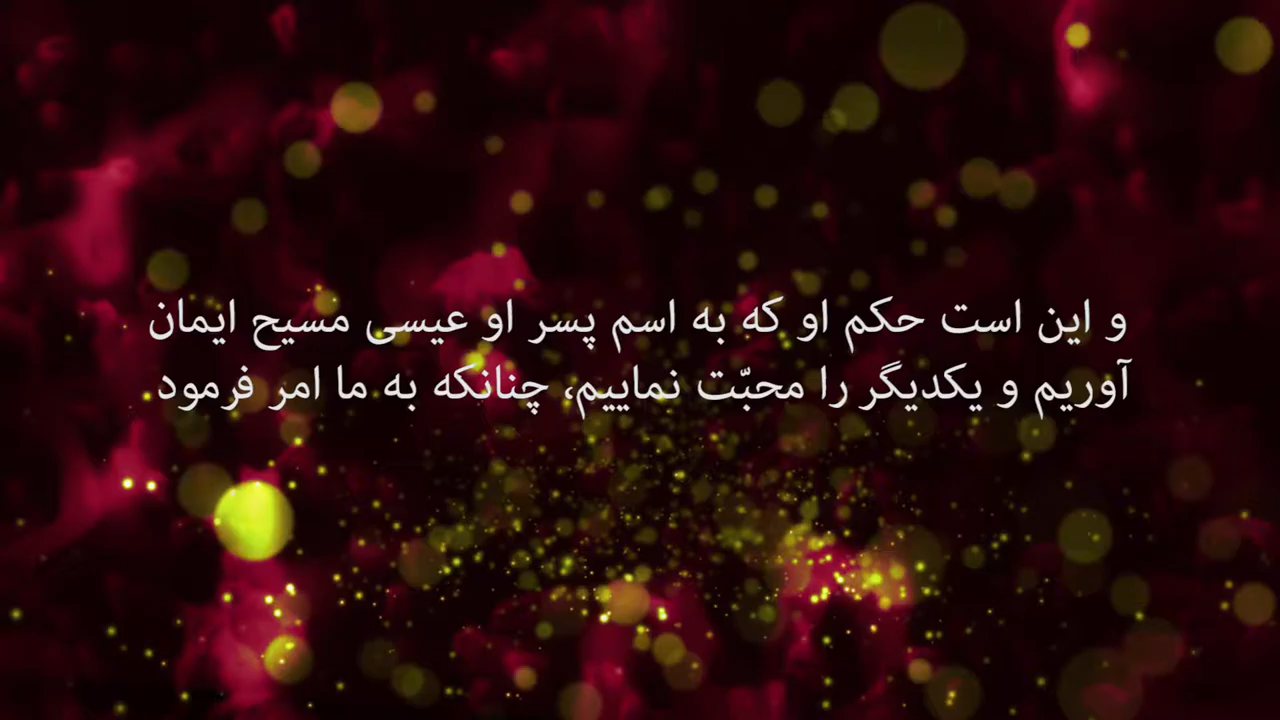 و این است حکم او که به اسم پسر او عیسی مسیح ایمان
آوریم و یکدیگر را محبّت نماییم، چنانکه به ما امر فرمود